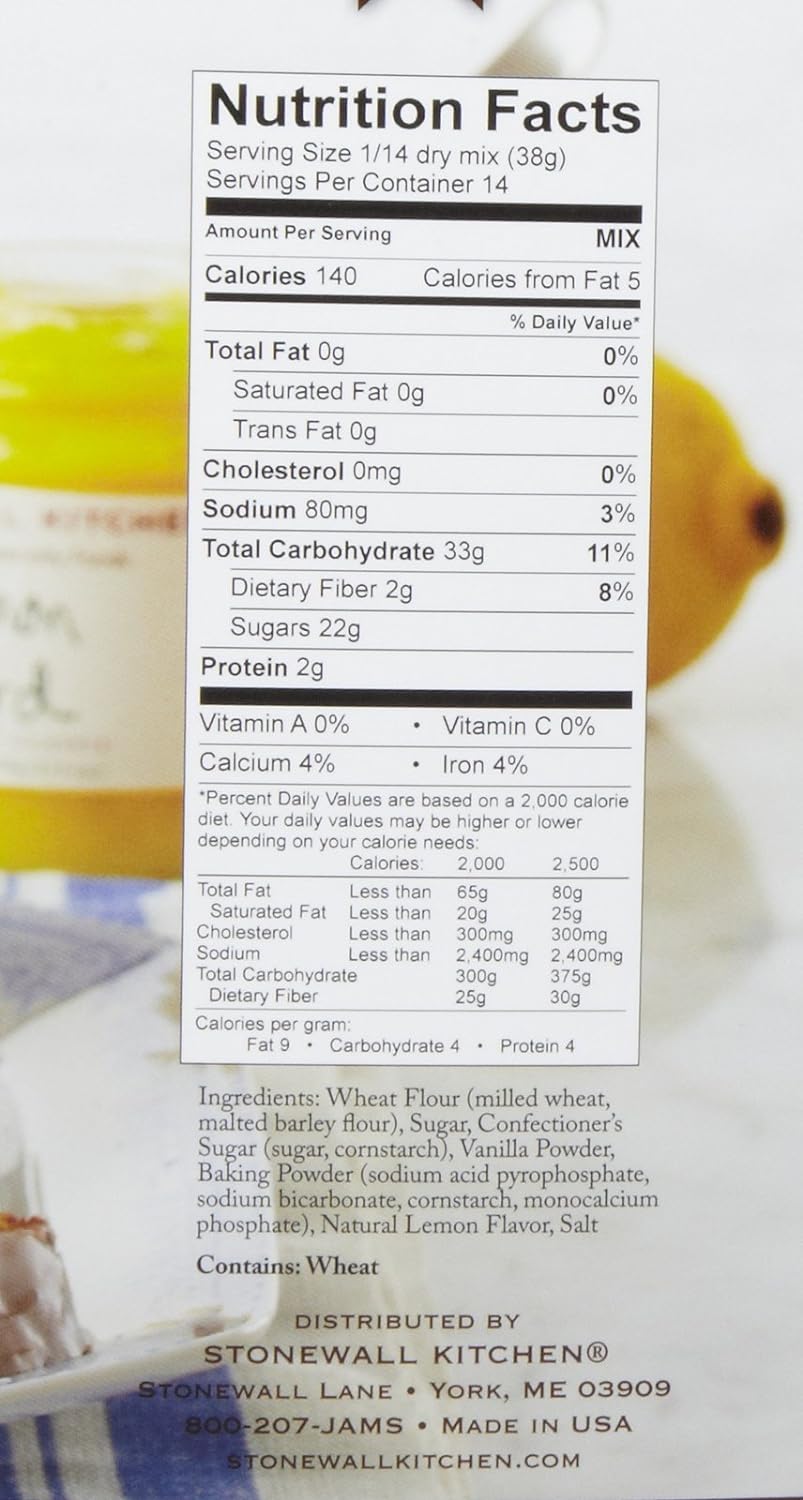 Nutrition Facts
Serving Size 1/14 dry mix (38g)
Servings Per Container 14
Amount Per Serving MIX
Calories 140 Calories from Fat 5
% Daily Value*
Total Fat 0g 0%
Saturated Fat 0g 0%
Trans Fat 0g
Cholesterol 0mg 0%
Sodium 80mg 3%
Total Carbohydrate 33g 11%
Dietary Fiber 2g 8%
Sugars 22g
Protein 2g
Vitamin A 0% • Vitamin C 0%
Calcium 4% • Iron 4%
*Percent Daily Values are based on a 2,000 calorie
diet. Your daily values may be higher or lower
depending on your calorie needs:
Calories: 2,000 2,500
Total Fat Less than 65g 80g
Saturated Fat Less than 20g 25g
Cholesterol Less than 300mg 300mg
Sodium Less than 2,400mg 2,400mg
Total Carbohydrate 300g 375g
Dietary Fiber 25g 30g
Calories per gram:
Fat 9 • Carbohydrate 4 • Protein 4
Ingredients: Wheat Flour (milled wheat,
malted barley flour), Sugar, Confectioner's
Sugar (sugar, cornstarch), Vanilla Powder,
Baking Powder (sodium acid pyrophosphate,
sodium bicarbonate, cornstarch, monocalcium
phosphate), Natural Lemon Flavor, Salt
Contains: Wheat
DISTRIBUTED BY
STONEWALL KITCHEN®
STONEWALL LANE • YORK, ME 03909
800-207-JAMS • MADE IN USA
STONEWALLKITCHEN.COM